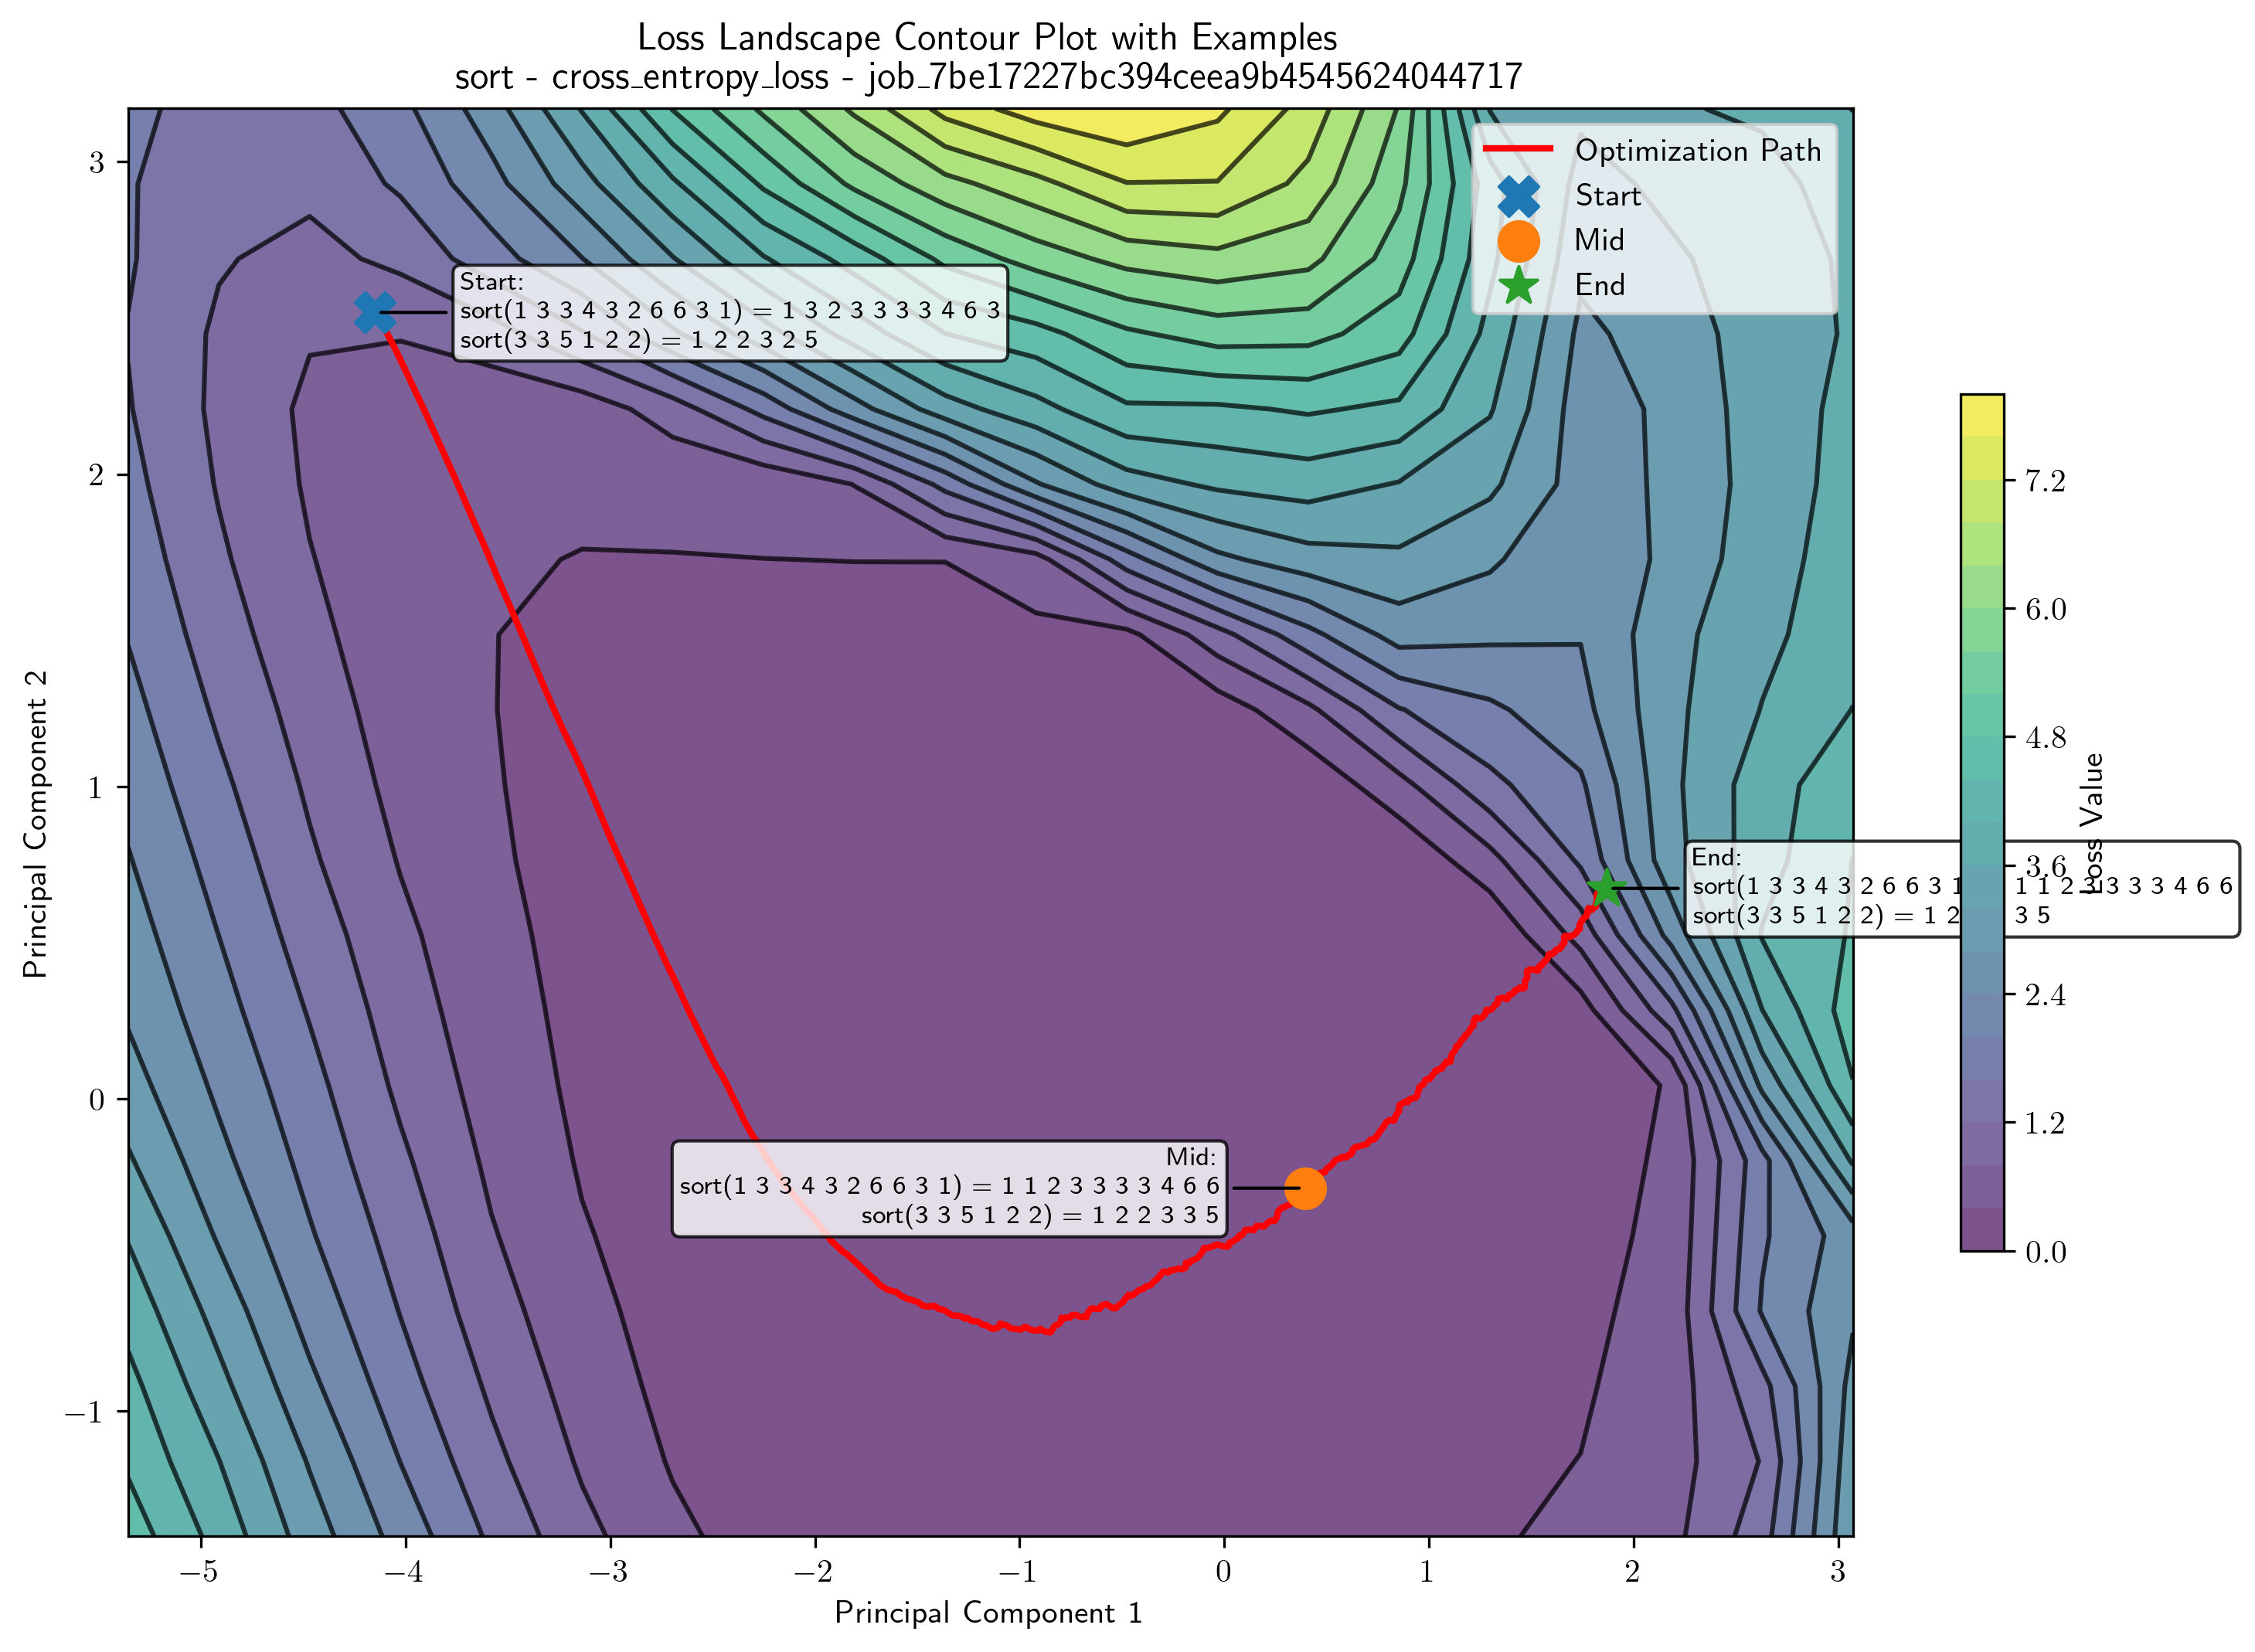 Loss Landscape Contour Plot with Examples
sort - cross_entropy_loss - job_7be17227bc394ceea9b4545624044717
Optimization Path
Start
Mid
End
Start:
sort(1 3 3 4 3 2 6 6 3 1) = 1 3 2 3 3 3 3 4 6 3
sort(3 3 5 1 2 2) = 1 2 2 3 2 5
Mid:
sort(1 3 3 4 3 2 6 6 3 1) = 1 1 2 3 3 3 3 4 6 6
sort(3 3 5 1 2 2) = 1 2 2 3 3 5
End:
sort(1 3 3 4 3 2 6 6 3 1 1 1 2 3 3 3 3 4 6 6
sort(3 3 5 1 2 2) = 1 2 3 5
3
2
1
0
−1
Principal Component 2
−5
−4
−3
−2
−1
0
1
2
3
Principal Component 1
7.2
6.0
4.8
3.6
2.4
1.2
0.0
Loss Value